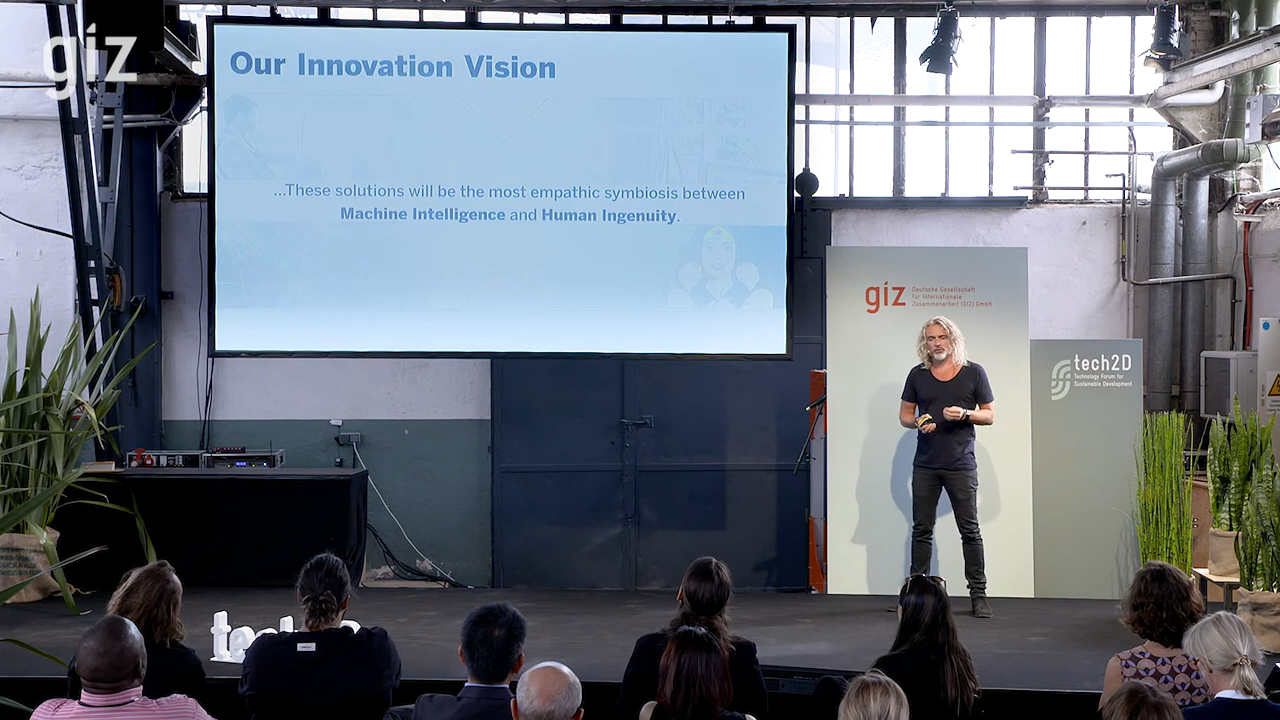 giz
Our Innovation Vision
...These solutions will be the most empathic symbiosis between
Machine Intelligence and Human Ingenuity.
giz
Deutsche Gesellschaft
für Internationale
Zusammenarbeit (GIZ) GmbH
tech2D
Technology Forum for
Sustainable Development